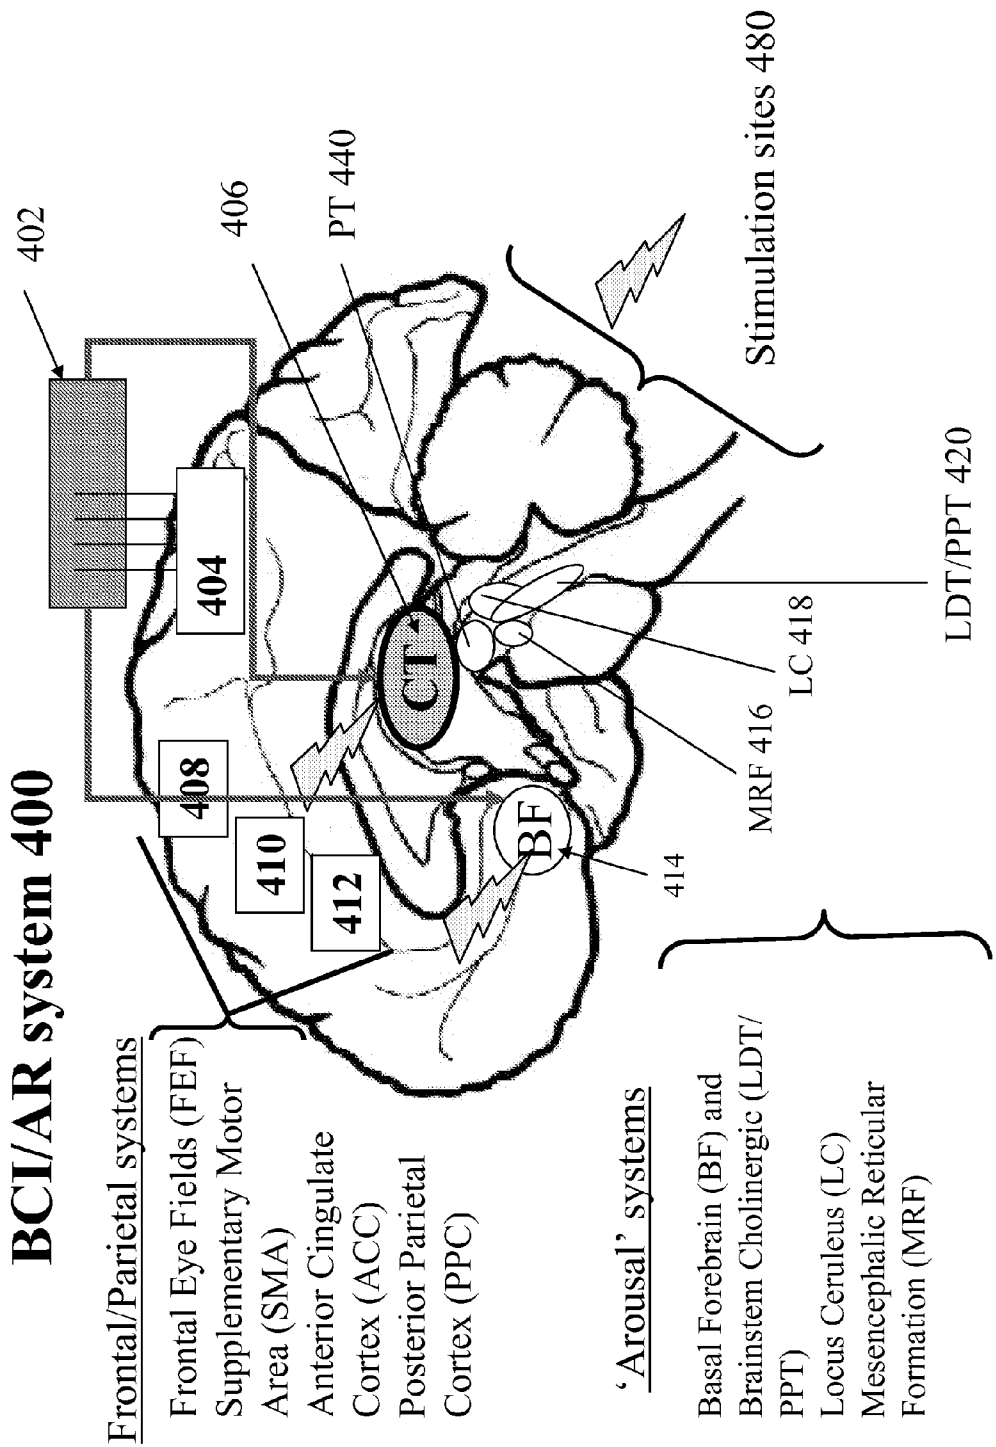 BCI/AR system 400
402
Frontal/Parietal systems
Frontal Eye Fields (FEF)
Supplementary Motor
Area (SMA)
Anterior Cingulate
Cortex (ACC)
Posterior Parietal
Cortex (PPC)
404
408
410
412
406
PT 440
CT
BF
414
‘Arousal’ systems
Basal Forebrain (BF) and
Brainstem Cholinergic (LDT/
PPT)
Locus Ceruleus (LC)
Mesencephalic Reticular
Formation (MRF)
MRF 416
LC 418
LDT/PPT 420
Stimulation sites 480